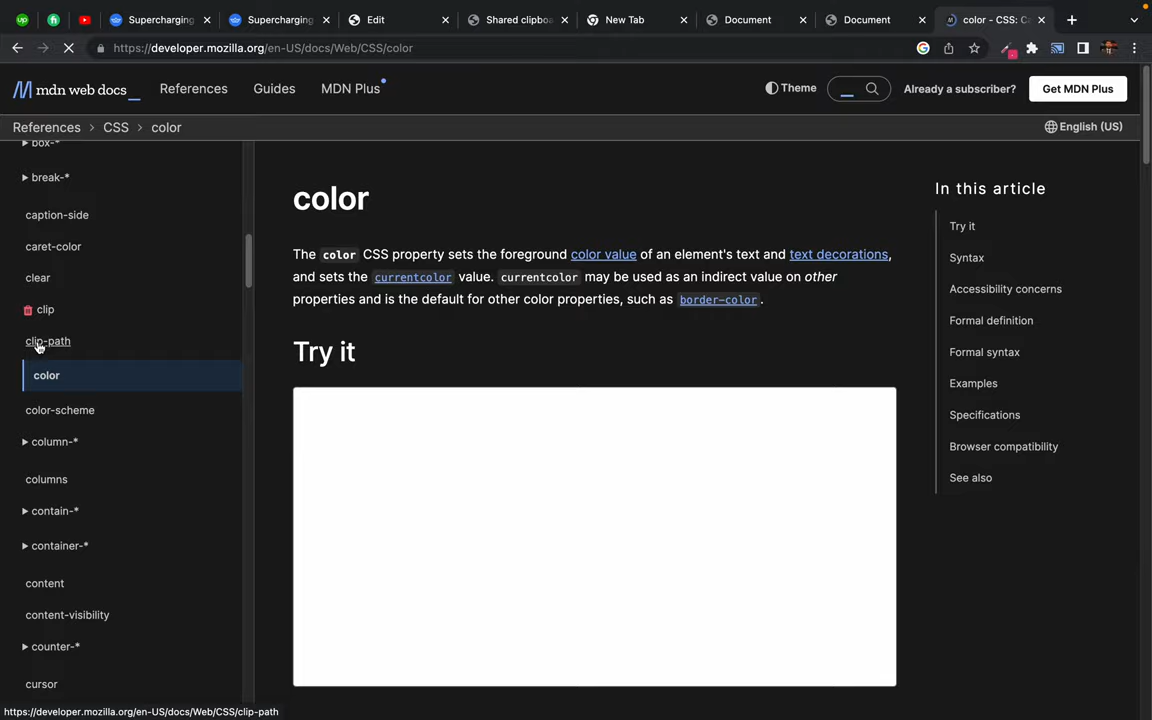 Supercharging
Supercharging
Edit
Shared clipboa
New Tab
Document
Document
color - CSS: Ca
https://developer.mozilla.org/en-US/docs/Web/CSS/color
mdn web docs_
References
Guides
MDN Plus
Theme
Already a subscriber?
Get MDN Plus
References > CSS > color
English (US)
box-*
break-*
caption-side
caret-color
clear
clip
clip-path
color
color-scheme
column-*
columns
contain-*
container-*
content
content-visibility
counter-*
cursor
color
The color CSS property sets the foreground color value of an element's text and text decorations,
and sets the currentcolor value. currentcolor may be used as an indirect value on other
properties and is the default for other color properties, such as border-color.
Try it
In this article
Try it
Syntax
Accessibility concerns
Formal definition
Formal syntax
Examples
Specifications
Browser compatibility
See also
https://developer.mozilla.org/en-US/docs/Web/CSS/clip-path